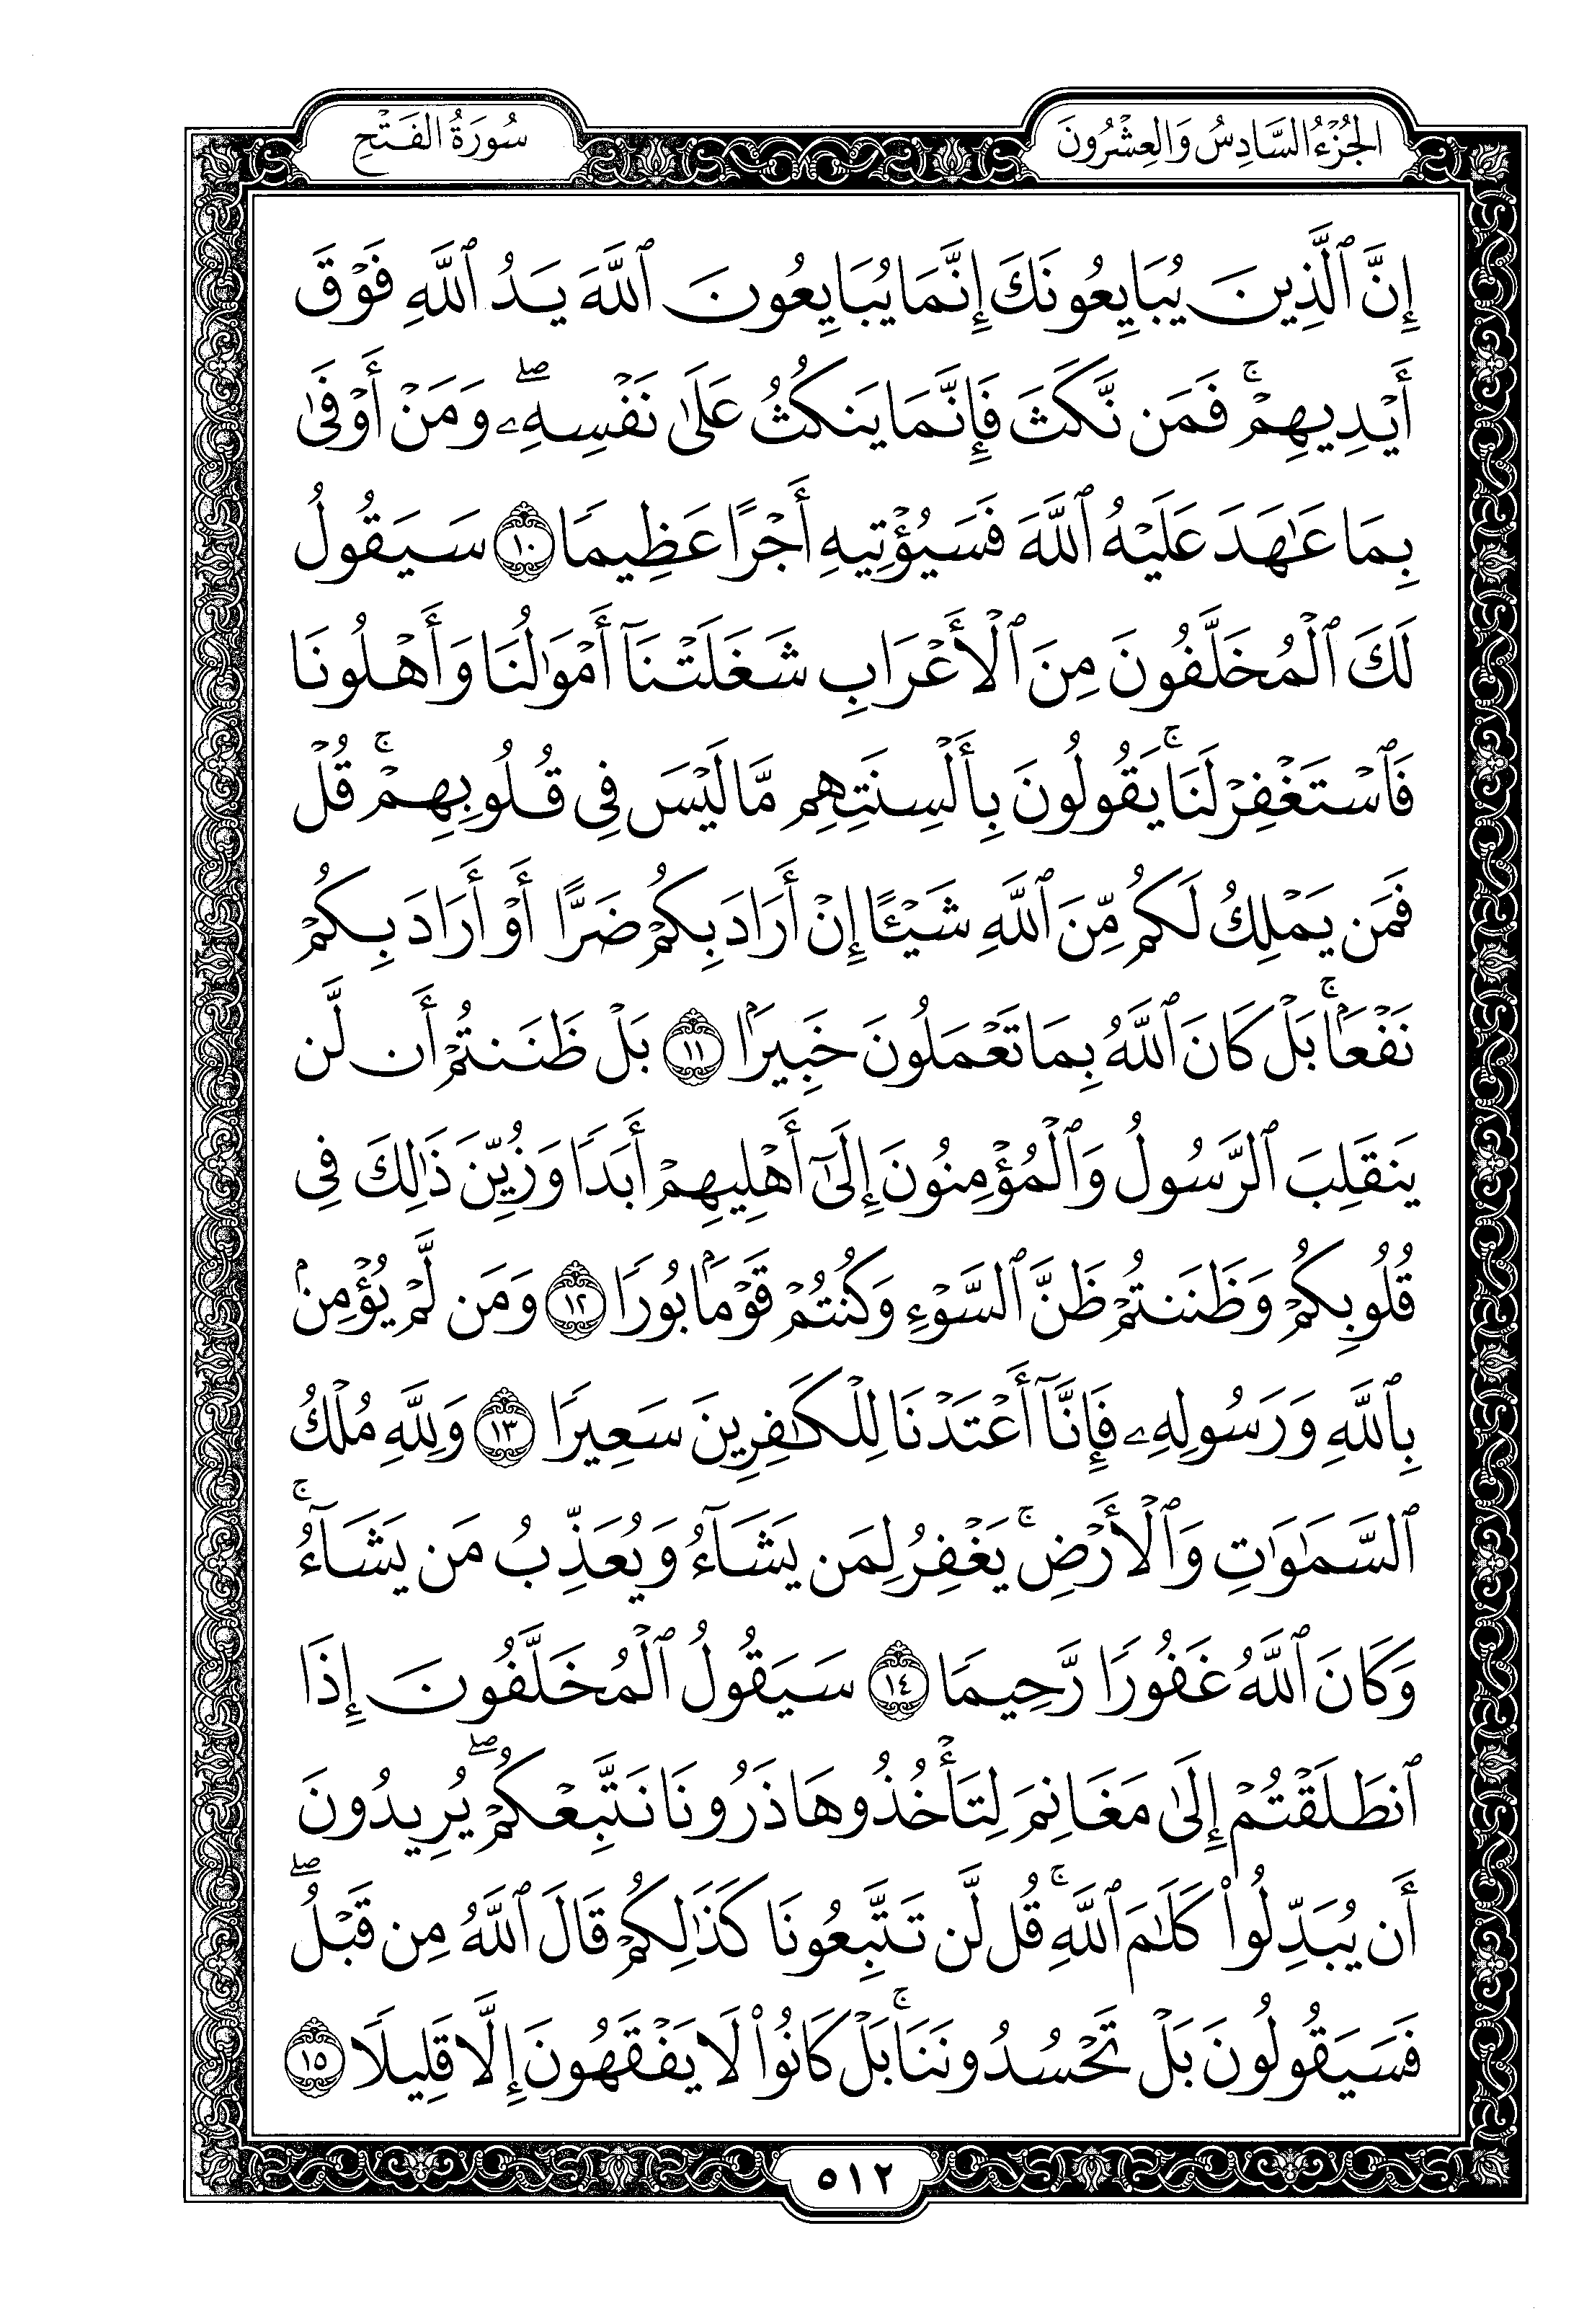 الجُزْءُ السَّادِسُ وَالعِشْرُونَ
سُورَةُ الفَتْحِ
إِنَّ ٱلَّذِينَ يُبَايِعُونَكَ إِنَّمَا يُبَايِعُونَ ٱللَّهَ يَدُ ٱللَّهِ فَوْقَ
أَيْدِيهِمْۚ فَمَن نَّكَثَ فَإِنَّمَا يَنكُثُ عَلَىٰ نَفْسِهِۦۖ وَمَنْ أَوْفَىٰ
بِمَا عَٰهَدَ عَلَيْهُ ٱللَّهَ فَسَيُؤْتِيهِ أَجْرًا عَظِيمًا ١٠ سَيَقُولُ
لَكَ ٱلْمُخَلَّفُونَ مِنَ ٱلْأَعْرَابِ شَغَلَتْنَآ أَمْوَٰلُنَا وَأَهْلُونَا
فَٱسْتَغْفِرْ لَنَاۚ يَقُولُونَ بِأَلْسِنَتِهِم مَّا لَيْسَ فِى قُلُوبِهِمْۚ قُلْ
فَمَن يَمْلِكُ لَكُم مِّنَ ٱللَّهِ شَيْـًٔا إِنْ أَرَادَ بِكُمْ ضَرًّا أَوْ أَرَادَ بِكُمْ
نَفْعَۢاۚ بَلْ كَانَ ٱللَّهُ بِمَا تَعْمَلُونَ خَبِيرَۢا ١١ بَلْ ظَنَنتُمْ أَن لَّن
يَنقَلِبَ ٱلرَّسُولُ وَٱلْمُؤْمِنُونَ إِلَىٰٓ أَهْلِيهِمْ أَبَدًا وَزُيِّنَ ذَٰلِكَ فِى
قُلُوبِكُمْ وَظَنَنتُمْ ظَنَّ ٱلسَّوْءِ وَكُنتُمْ قَوْمَۢا بُورًا ١٢ وَمَن لَّمْ يُؤْمِنۢ
بِٱللَّهِ وَرَسُولِهِۦ فَإِنَّآ أَعْتَدْنَا لِلْكَٰفِرِينَ سَعِيرًا ١٣ وَلِلَّهِ مُلْكُ
ٱلسَّمَٰوَٰتِ وَٱلْأَرْضِۚ يَغْفِرُ لِمَن يَشَآءُ وَيُعَذِّبُ مَن يَشَآءُۚ
وَكَانَ ٱللَّهُ غَفُورًا رَّحِيمًا ١٤ سَيَقُولُ ٱلْمُخَلَّفُونَ إِذَا
ٱنطَلَقْتُمْ إِلَىٰ مَغَانِمَ لِتَأْخُذُوهَا ذَرُونَا نَتَّبِعْكُمْۖ يُرِيدُونَ
أَن يُبَدِّلُوا۟ كَلَٰمَ ٱللَّهِۚ قُل لَّن تَتَّبِعُونَا كَذَٰلِكُمْ قَالَ ٱللَّهُ مِن قَبْلُۖ
فَسَيَقُولُونَ بَلْ تَحْسُدُونَنَاۚ بَلْ كَانُوا۟ لَا يَفْقَهُونَ إِلَّا قَلِيلًا ١٥
٥١٢